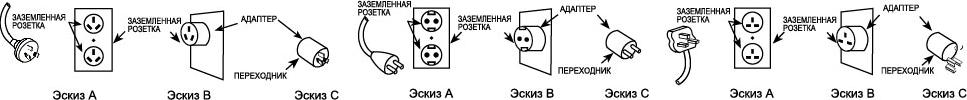 ЗАЗЕМЛЕННАЯ
РОЗЕТКА
ЗАЗЕМЛЕННАЯ
РОЗЕТКА
АДАПТЕР
ПЕРЕХОДНИК
Эскиз А
Эскиз В
Эскиз С
ЗАЗЕМЛЕННАЯ
РОЗЕТКА
ЗАЗЕМЛЕННАЯ
РОЗЕТКА
АДАПТЕР
ПЕРЕХОДНИК
Эскиз А
Эскиз В
Эскиз С
ЗАЗЕМЛЕННАЯ
РОЗЕТКА
ЗАЗЕМЛЕННАЯ
РОЗЕТКА
АДАПТЕР
ПЕРЕХОДНИК
Эскиз А
Эскиз В
Эскиз С